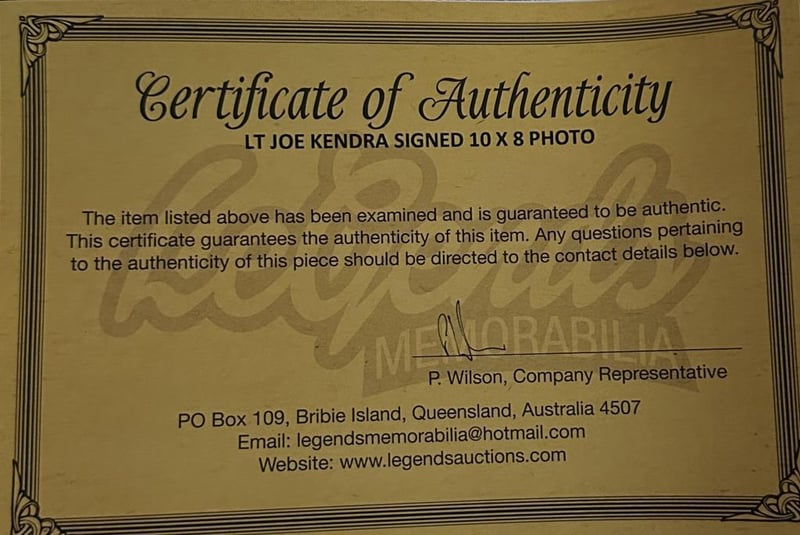 Certificate of Authenticity
LT JOE KENDRA SIGNED 10 X 8 PHOTO
The item listed above has been examined and is guaranteed to be authentic.
This certificate guarantees the authenticity of this item. Any questions pertaining
to the authenticity of this piece should be directed to the contact details below.
Legends
MEMORABILIA
P. Wilson, Company Representative
PO Box 109, Bribie Island, Queensland, Australia 4507
Email: legendsmemorabilia@hotmail.com
Website: www.legendsauctions.com